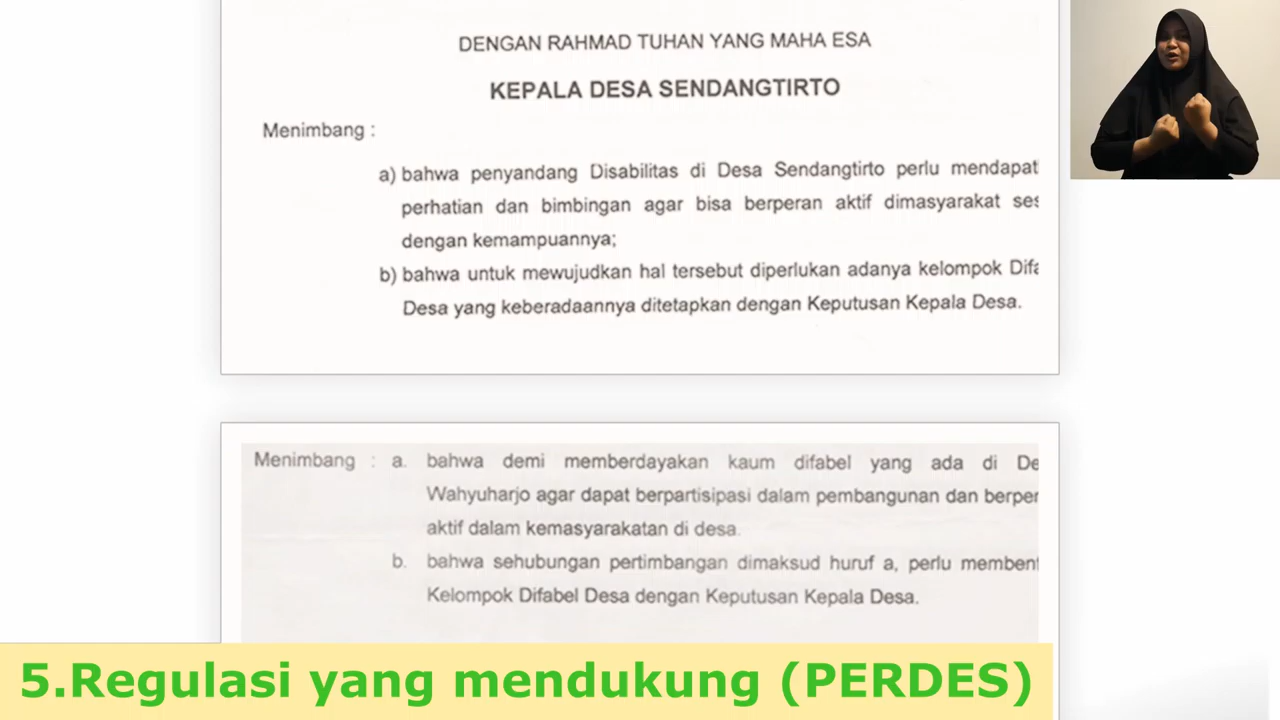 DENGAN RAHMAD TUHAN YANG MAHA ESA
KEPALA DESA SENDANGTIRTO
Menimbang :
a) bahwa penyandang Disabilitas di Desa Sendangtirto perlu mendapat
perhatian dan bimbingan agar bisa berperan aktif dimasyarakat
dengan kemampuannya;
b) bahwa untuk mewujudkan hal tersebut diperlukan adanya kelompok
Desa yang keberadaannya ditetapkan dengan Keputusan Kepala Desa.
Menimbang : a. bahwa demi memberdayakan kaum difabel yang ada di
Wahyuharjo agar dapat berpartisipasi dalam pembangunan dan
aktif dalam kemasyarakatan di desa.
b. bahwa sehubungan pertimbangan dimaksud huruf a, perlu
Kelompok Difabel Desa dengan Keputusan Kepala Desa.
5.Regulasi yang mendukung (PERDES)